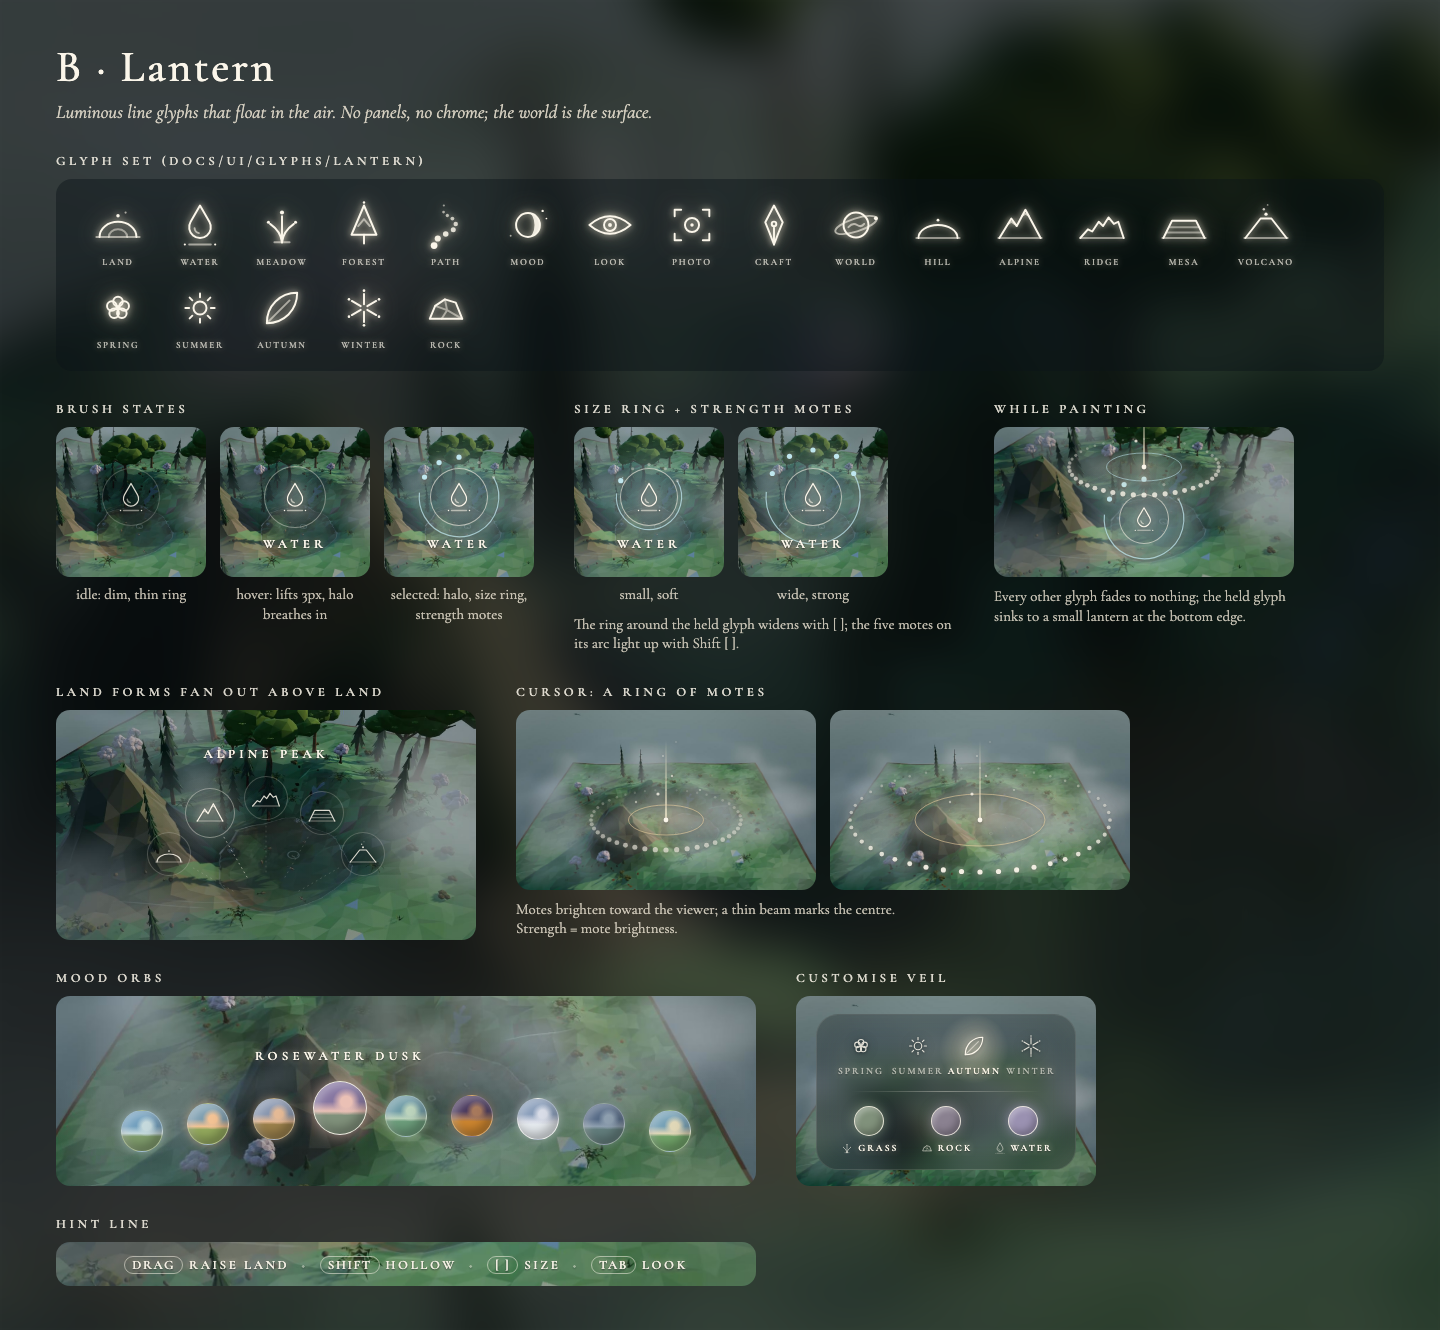 B · Lantern
Luminous line glyphs that float in the air. No panels, no chrome; the world is the surface.
GLYPH SET (DOCS/UI/GLYPHS/LANTERN)
LAND WATER MEADOW FOREST PATH MOOD LOOK PHOTO CRAFT WORLD HILL ALPINE RIDGE MESA VOLCANO
SPRING SUMMER AUTUMN WINTER ROCK
BRUSH STATES
WATER
WATER
idle: dim, thin ring
hover: lifts 3px, halo
breathes in
selected: halo, size ring,
strength motes
SIZE RING + STRENGTH MOTES
WATER
WATER
small, soft
wide, strong
The ring around the held glyph widens with [ ]; the five motes on
its arc light up with Shift [ ].
WHILE PAINTING
Every other glyph fades to nothing; the held glyph
sinks to a small lantern at the bottom edge.
LAND FORMS FAN OUT ABOVE LAND
ALPINE PEAK
CURSOR: A RING OF MOTES
Motes brighten toward the viewer; a thin beam marks the centre.
Strength = mote brightness.
MOOD ORBS
ROSEWATER DUSK
CUSTOMISE VEIL
SPRING SUMMER AUTUMN WINTER
GRASS ROCK WATER
HINT LINE
DRAG RAISE LAND · SHIFT HOLLOW · [ ] SIZE · TAB LOOK